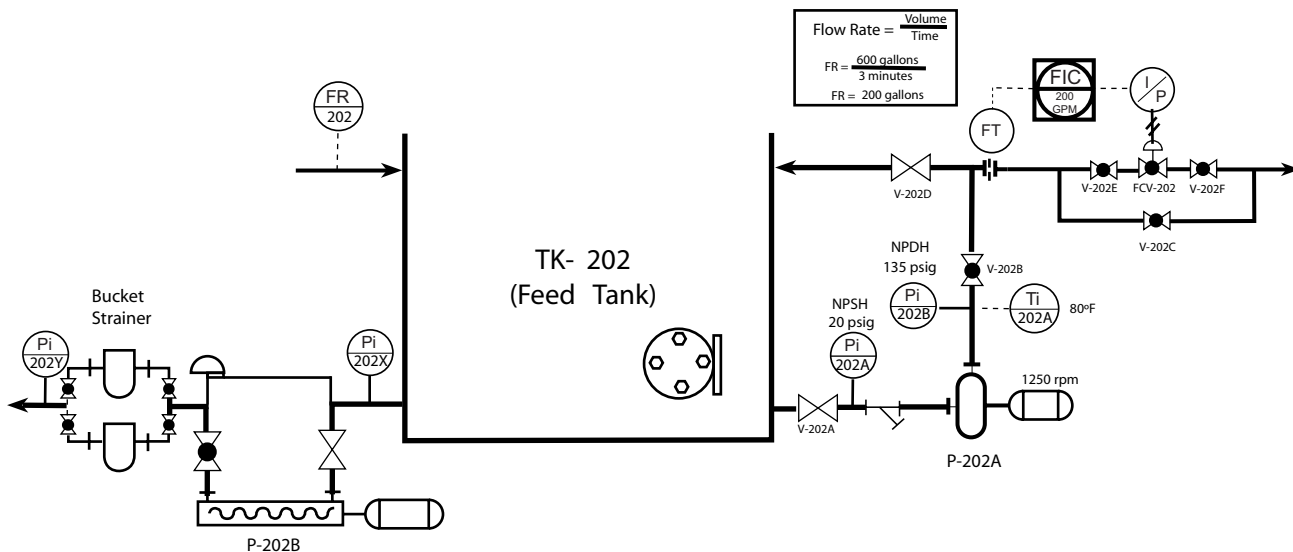 Flow Rate = Volume
Time
FR = 600 gallons
3 minutes
FR = 200 gallons
FIC
200
GPM
I/P
FR
202
FT
V-202D
V-202E
FCV-202
V-202F
V-202C
NPDH
135 psig
V-202B
TK- 202
(Feed Tank)
Pi
202B
Ti
202A
80ºF
NPSH
20 psig
Bucket
Strainer
Pi
202Y
Pi
202X
Pi
202A
1250 rpm
V-202A
P-202A
P-202B